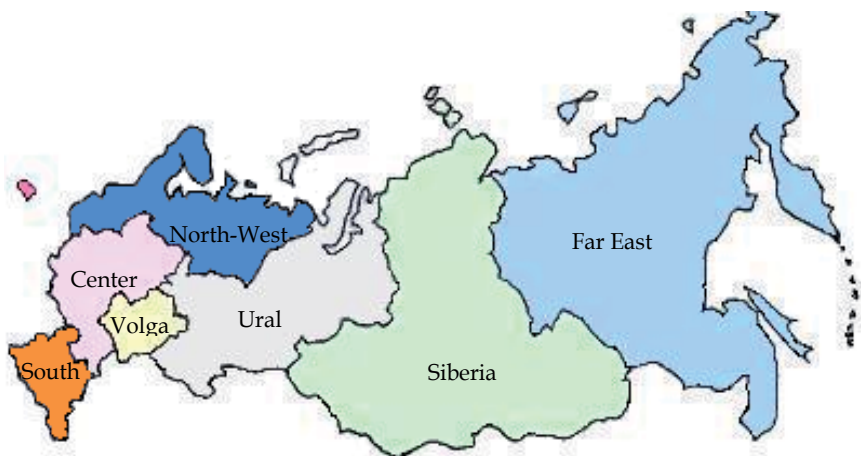 North-West
Far East
Center
Volga
Ural
South
Siberia